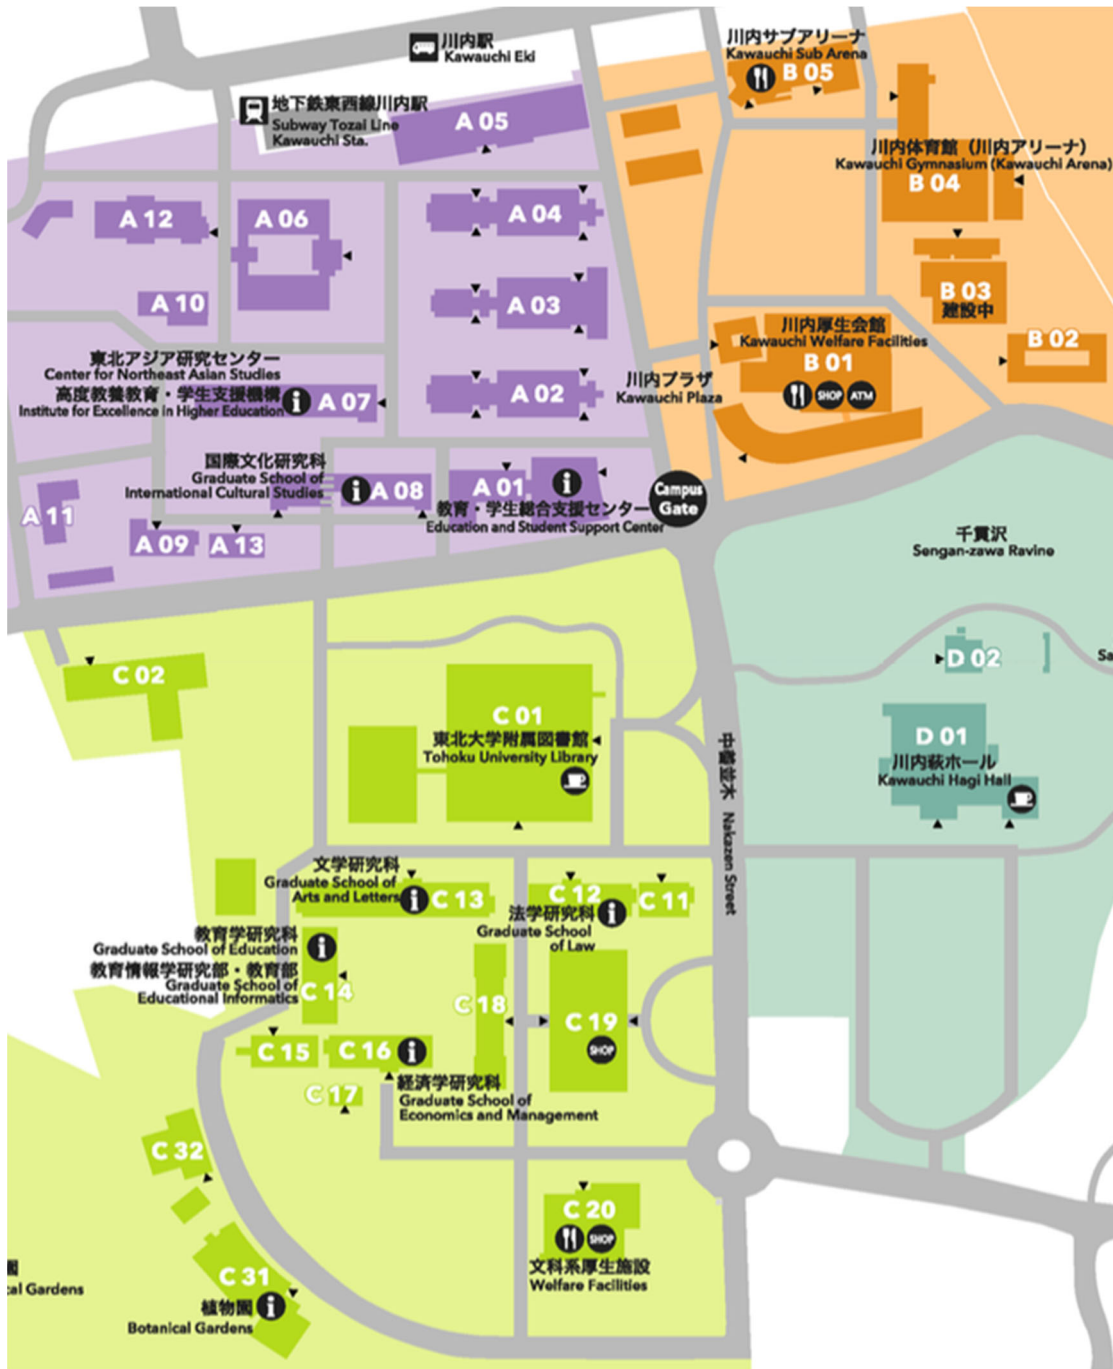 川内駅
Kawauchi Eki
川内サブアリーナ
Kawauchi Sub Arena
B 05
地下鉄東西線川内駅
Subway Tozai Line
Kawauchi Sta.
A 05
川内体育館（川内アリーナ）
Kawauchi Gymnasium (Kawauchi Arena)
B 04
A 12
A 06
A 04
A 10
A 03
B 03
建設中
川内厚生会館
Kawauchi Welfare Facilities
B 01
SHOP
ATM
B 02
東北アジア研究センター
Center for Northeast Asian Studies
高度教養教育・学生支援機構
Institute for Excellence in Higher Education
A 07
A 02
川内プラザ
Kawauchi Plaza
国際文化研究科
Graduate School of
International Cultural Studies
A 08
A 01
教育・学生総合支援センター
Education and Student Support Center
Campus
Gate
A 11
A 09
A 13
千貫沢
Sengan-zawa Ravine
C 02
D 02
Sa
C 01
東北大学附属図書館
Tohoku University Library
中善並木 Nakazen Street
D 01
川内萩ホール
Kawauchi Hagi Hall
文学研究科
Graduate School of
Arts and Letters
C 13
C 12
法学研究科
Graduate School
of Law
C 11
教育学研究科
Graduate School of Education
教育情報学研究部・教育部
Graduate School of
Educational Informatics
C 14
C 18
C 19
SHOP
C 15
C 16
経済学研究科
Graduate School of
Economics and Management
C 17
C 32
C 20
SHOP
文科系厚生施設
Welfare Facilities
園
cal Gardens
C 31
植物園
Botanical Gardens